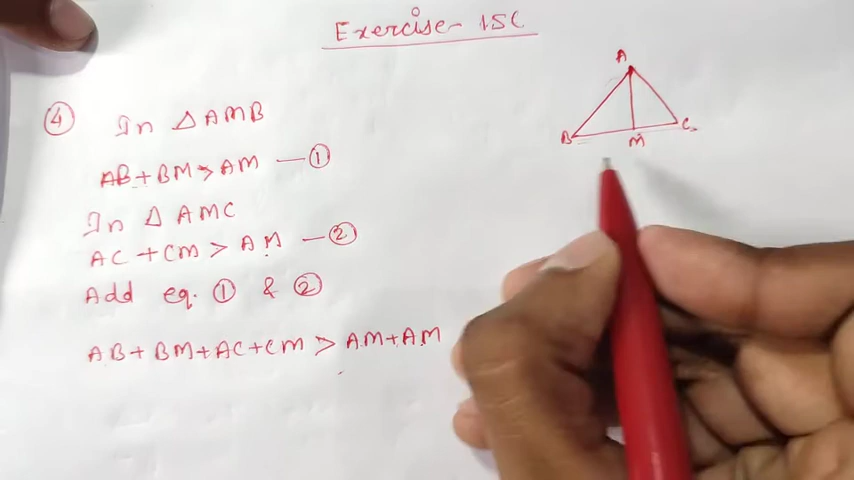 Exercise - 15C
④ In △AMB
AB + BM > AM —①
In △ AMC
AC + CM > AM —②
Add eq. ① & ②
AB + BM + AC + CM > AM + AM
A
B
M
C